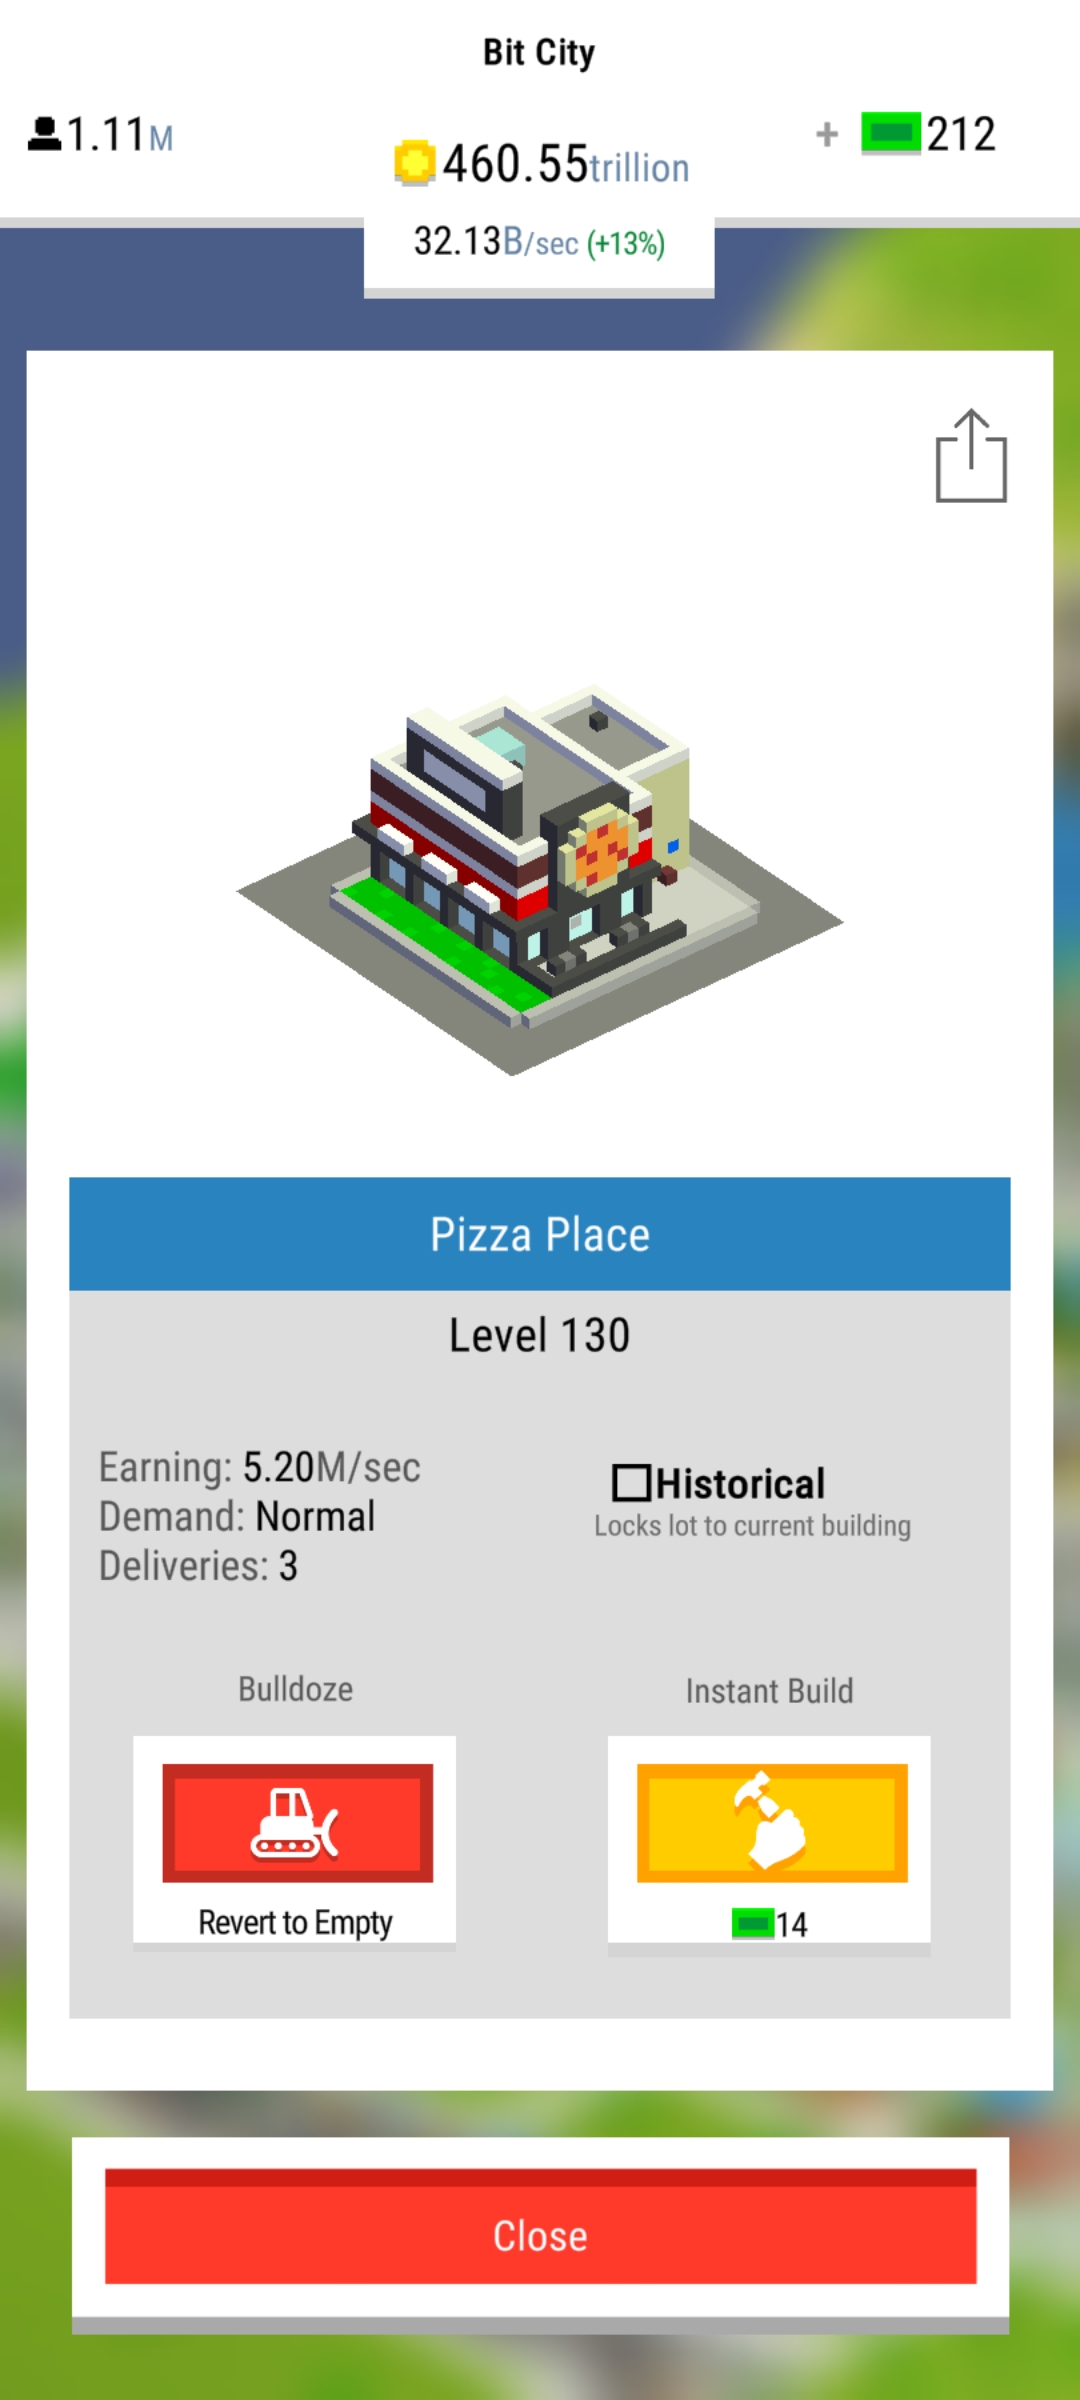 Bit City
1.11M
460.55trillion
+ 212
32.13B/sec (+13%)
Pizza Place
Level 130
Earning: 5.20M/sec
Demand: Normal
Deliveries: 3
Historical
Locks lot to current building
Bulldoze
Instant Build
Revert to Empty
14
Close